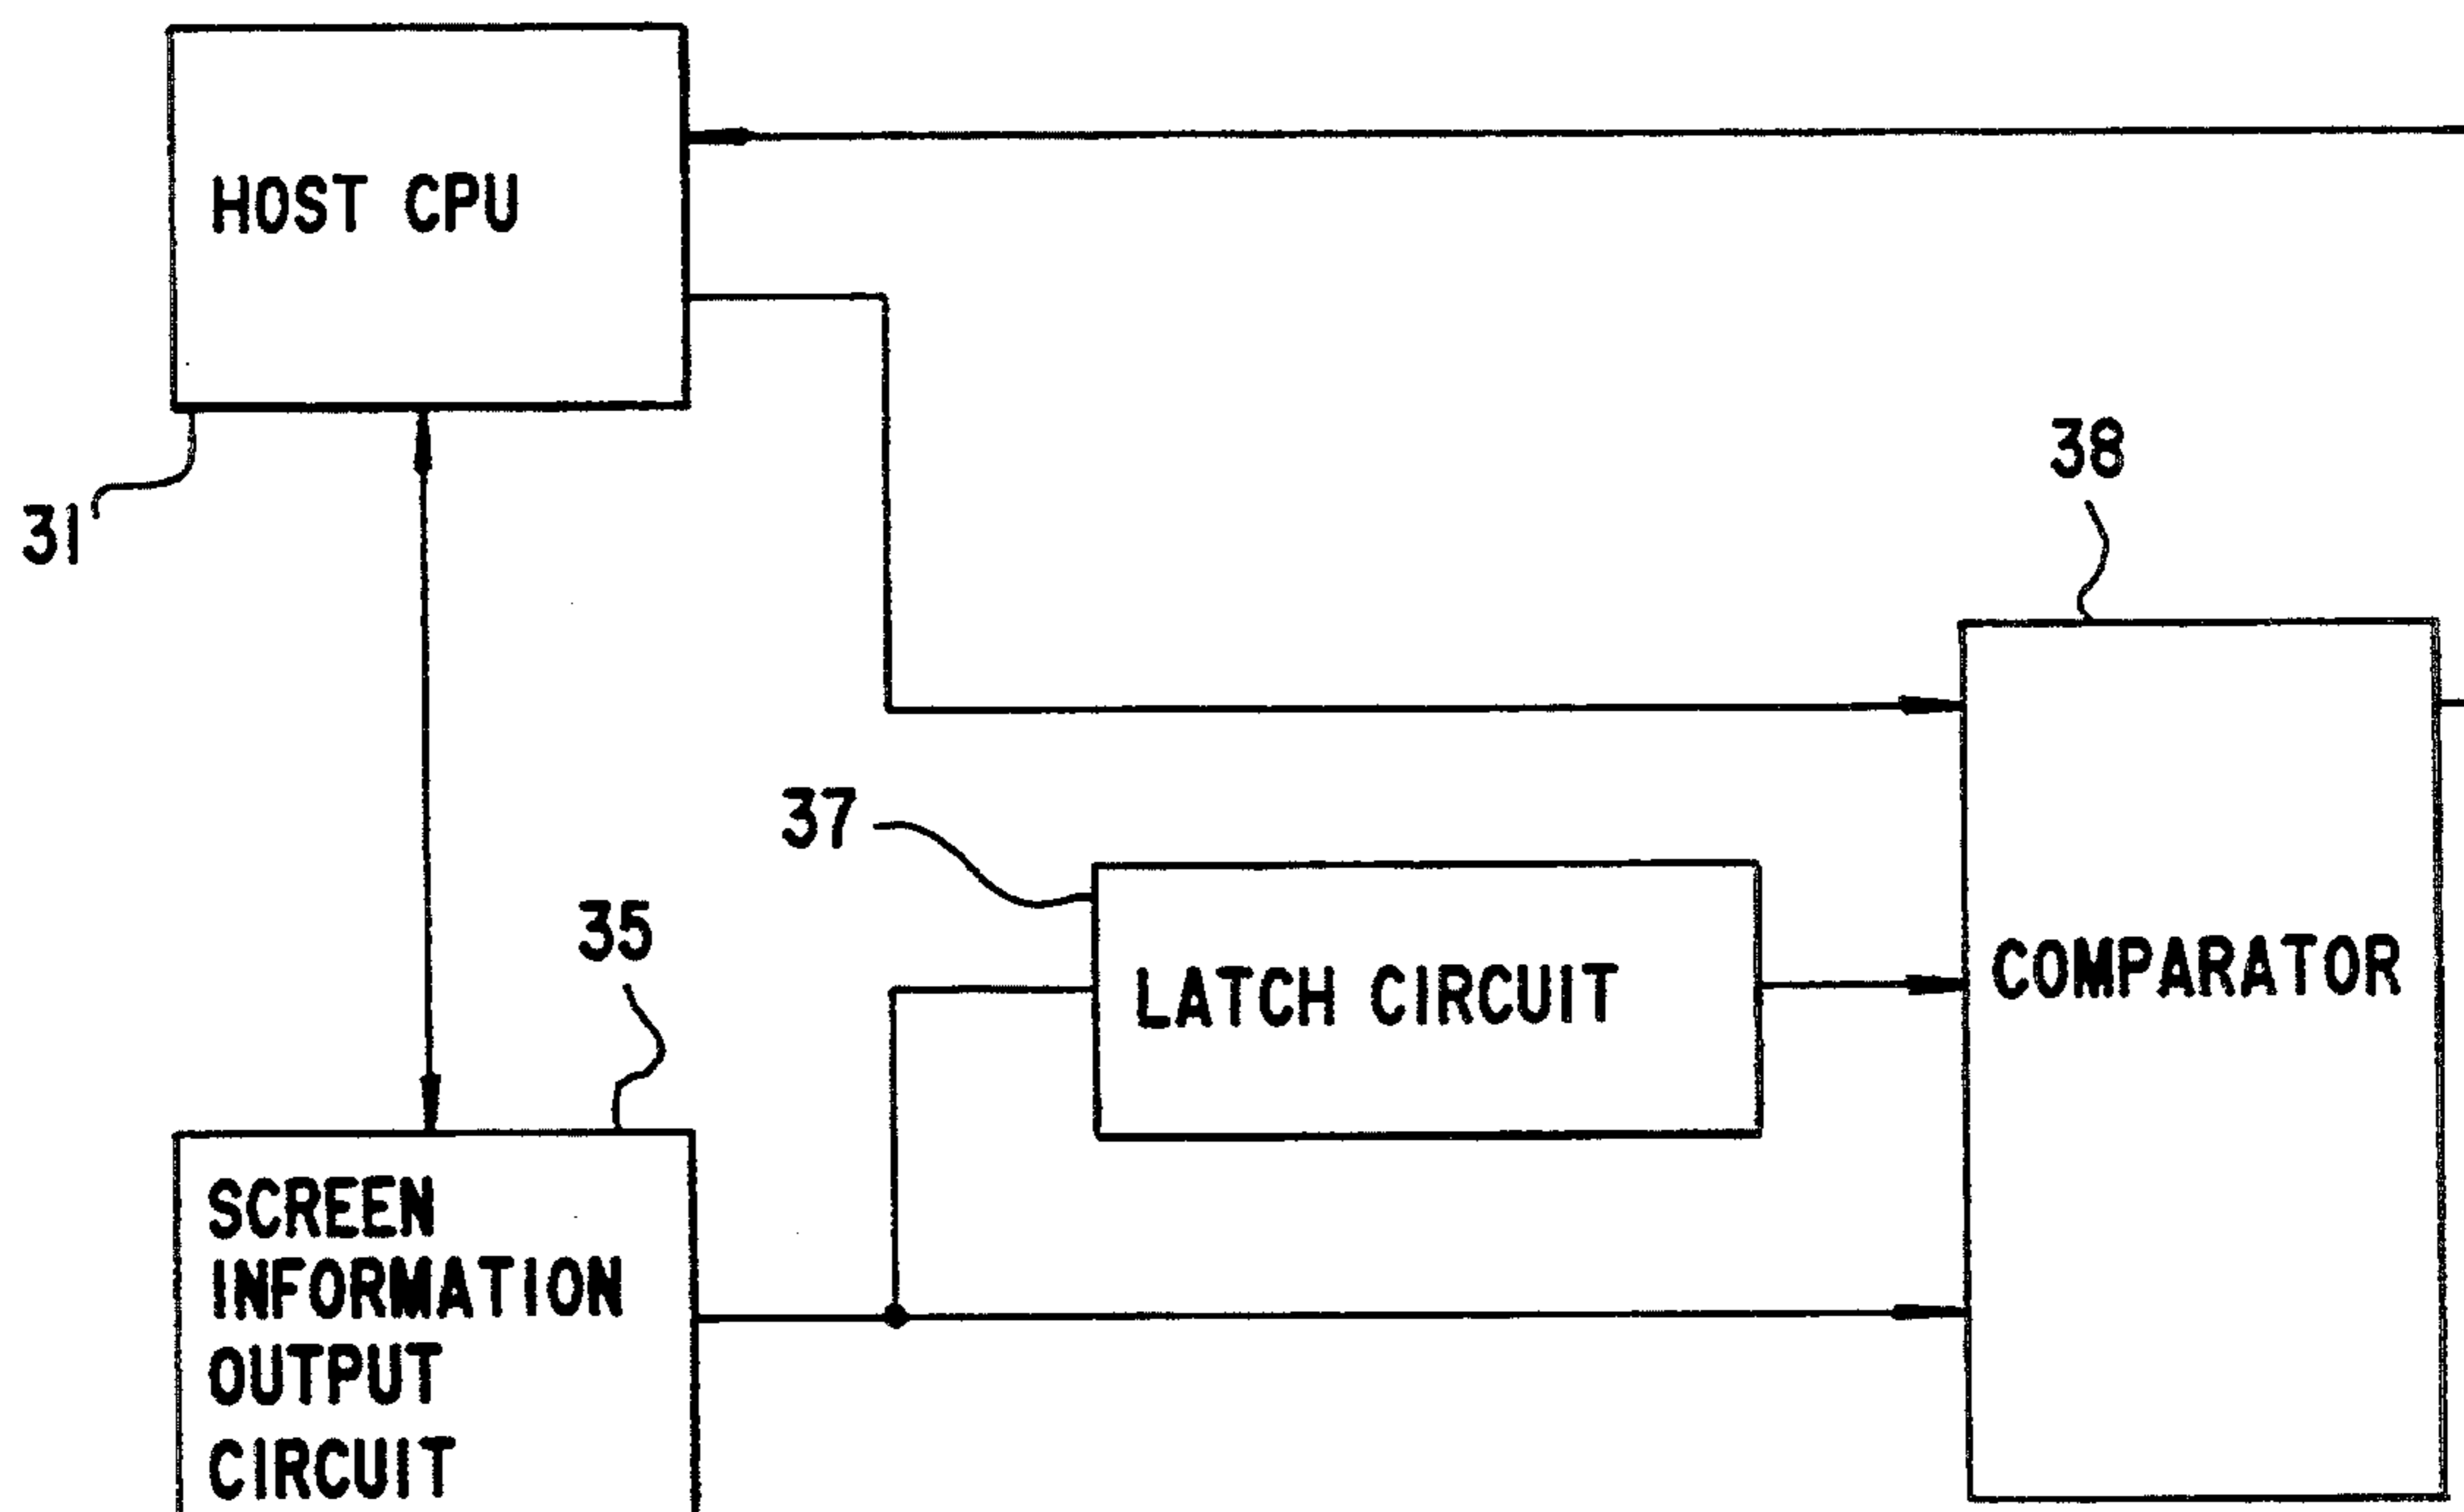 HOST CPU
31
38
37
35
LATCH CIRCUIT
COMPARATOR
SCREEN
INFORMATION
OUTPUT
CIRCUIT